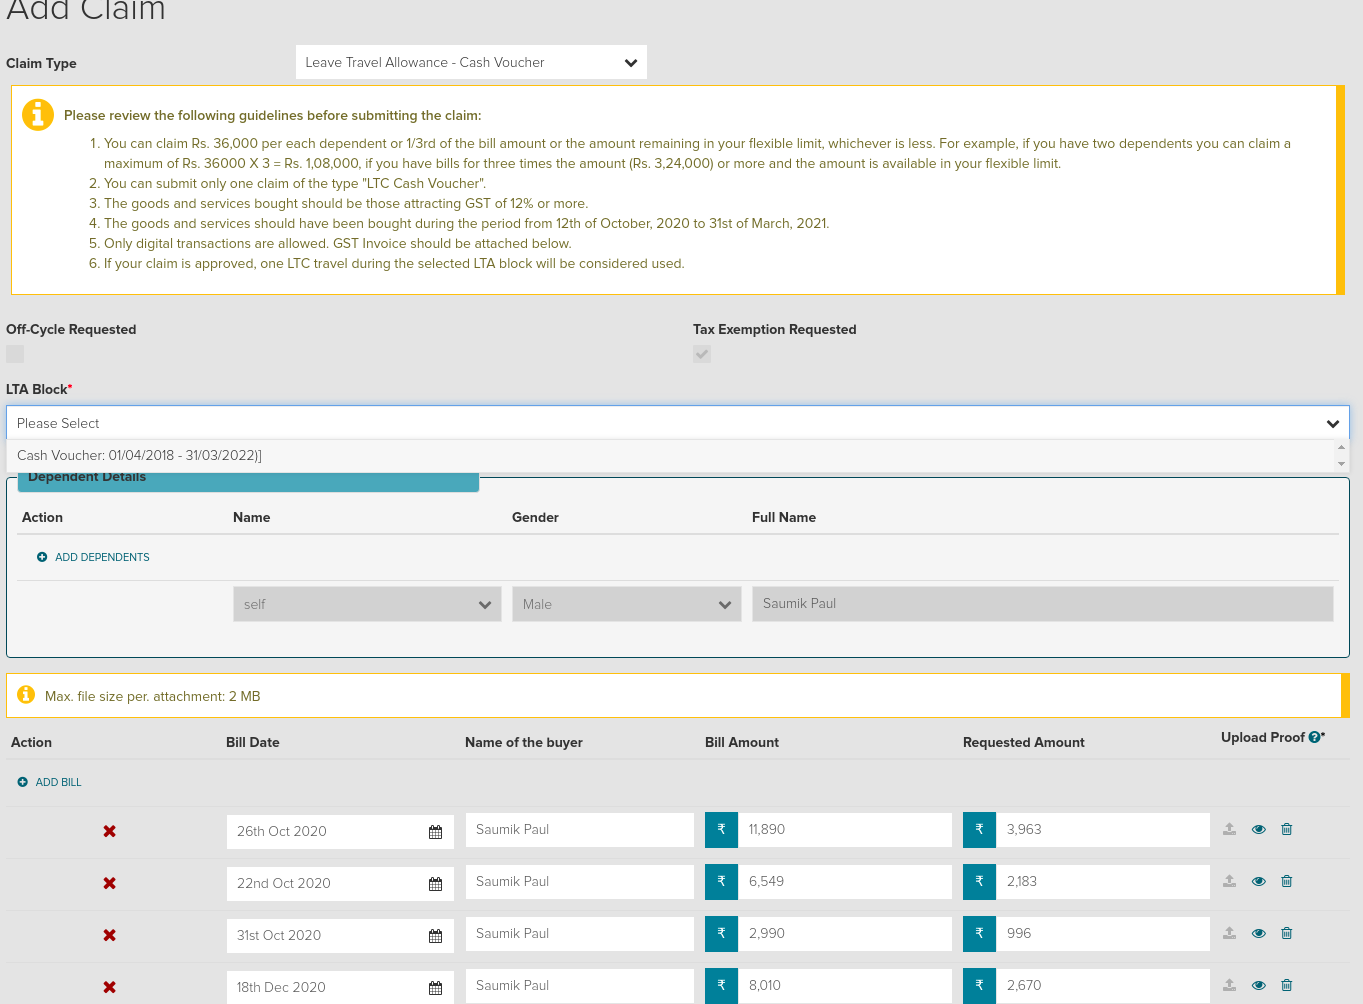 Add Claim
Claim Type
Leave Travel Allowance - Cash Voucher
Please review the following guidelines before submitting the claim:
1. You can claim Rs. 36,000 per each dependent or 1/3rd of the bill amount or the amount remaining in your flexible limit, whichever is less. For example, if you have two dependents you can claim a
maximum of Rs. 36000 X 3 = Rs. 1,08,000, if you have bills for three times the amount (Rs. 3,24,000) or more and the amount is available in your flexible limit.
2. You can submit only one claim of the type "LTC Cash Voucher".
3. The goods and services bought should be those attracting GST of 12% or more.
4. The goods and services should have been bought during the period from 12th of October, 2020 to 31st of March, 2021.
5. Only digital transactions are allowed. GST Invoice should be attached below.
6. If your claim is approved, one LTC travel during the selected LTA block will be considered used.
Off-Cycle Requested Tax Exemption Requested
LTA Block*
Please Select
Cash Voucher: 01/04/2018 - 31/03/2022)]
Dependent Details
Action Name Gender Full Name
ADD DEPENDENTS
self Male Saumik Paul
Max. file size per. attachment: 2 MB
Action Bill Date Name of the buyer Bill Amount Requested Amount Upload Proof ?*
ADD BILL
26th Oct 2020 Saumik Paul ₹ 11,890 ₹ 3,963
22nd Oct 2020 Saumik Paul ₹ 6,549 ₹ 2,183
31st Oct 2020 Saumik Paul ₹ 2,990 ₹ 996
18th Dec 2020 Saumik Paul ₹ 8,010 ₹ 2,670